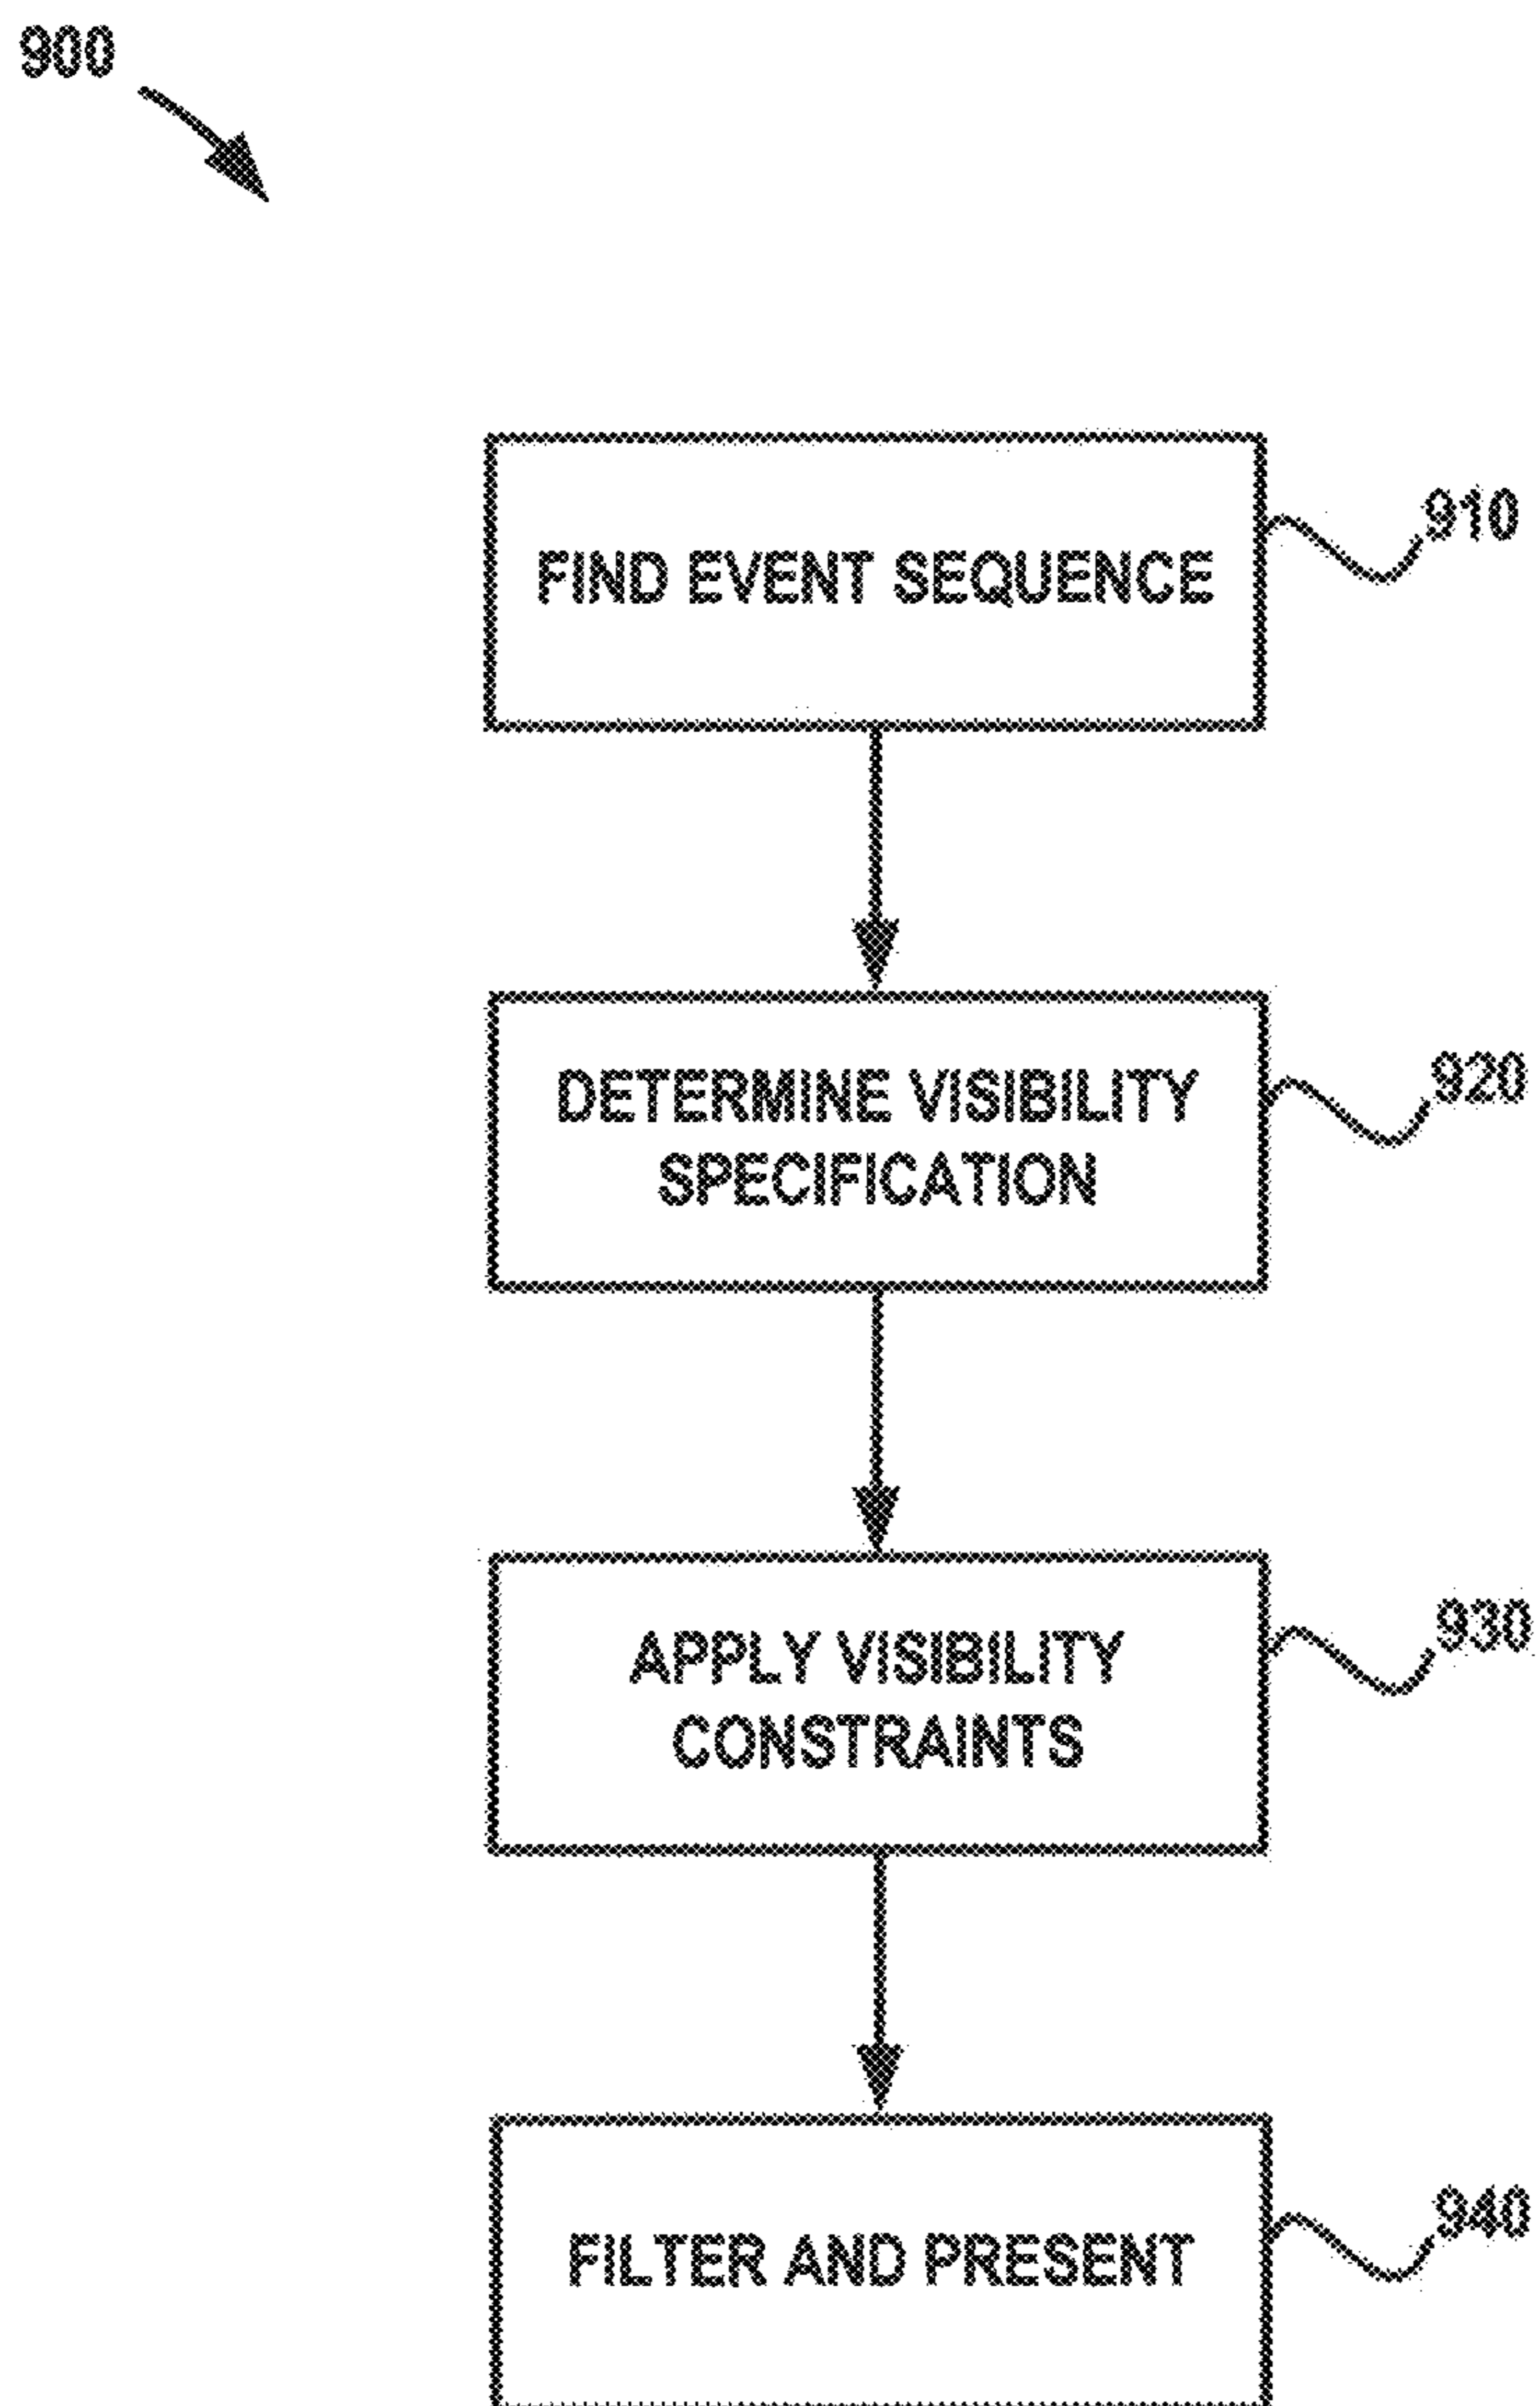 900
FIND EVENT SEQUENCE
910
DETERMINE VISIBILITY
SPECIFICATION
920
APPLY VISIBILITY
CONSTRAINTS
930
FILTER AND PRESENT
940